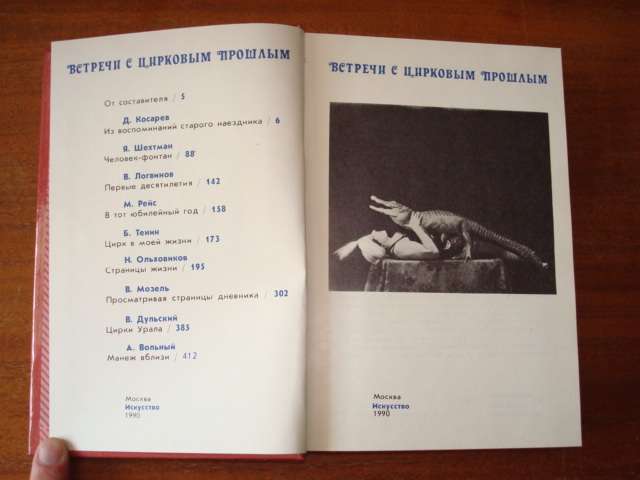 ВСТРЕЧИ С ЦИРКОВЫМ ПРОШЛЫМ
От составителя / 5
Д. Косарев
Из воспоминаний старого наездника / 6
Я. Шехтман
Человек-фонтан / 88
В. Логвинов
Первые десятилетия / 142
М. Рейс
В тот юбилейный год / 158
Б. Тенин
Цирк в моей жизни / 173
Н. Ольховиков
Страницы жизни / 195
В. Мозель
Просматривая страницы дневника / 302
В. Дульский
Цирки Урала / 385
А. Вольный
Манеж вблизи / 412
Москва
Искусство
1990
ВСТРЕЧИ С ЦИРКОВЫМ ПРОШЛЫМ
Москва
Искусство
1990